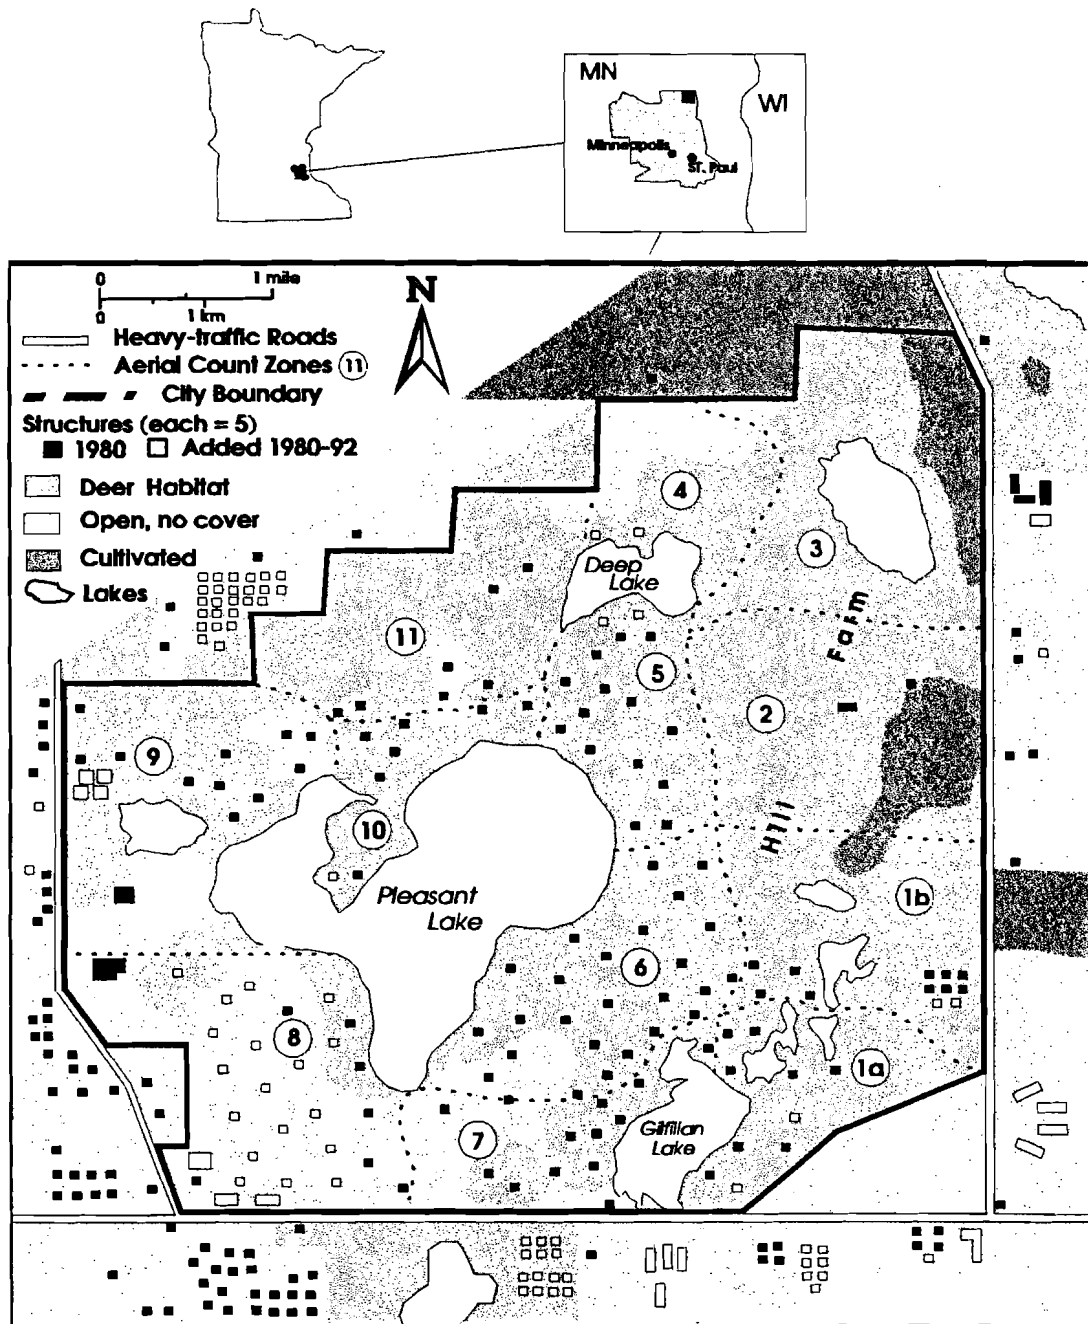 MN
WI
Minneapolis
ST. Paul
0 1 mile
1 km
N
Heavy-traffic Roads
Aerial Count Zones 11
City Boundary
Structures (each = 5)
1980 Added 1980-92
Deer Habitat
Open, no cover
Cultivated
Lakes
4
3
Deep
Lake
11
5
Farm
2
9
Hill
10
Pleasant
Lake
1b
6
8
1a
7
Gilfillan
Lake